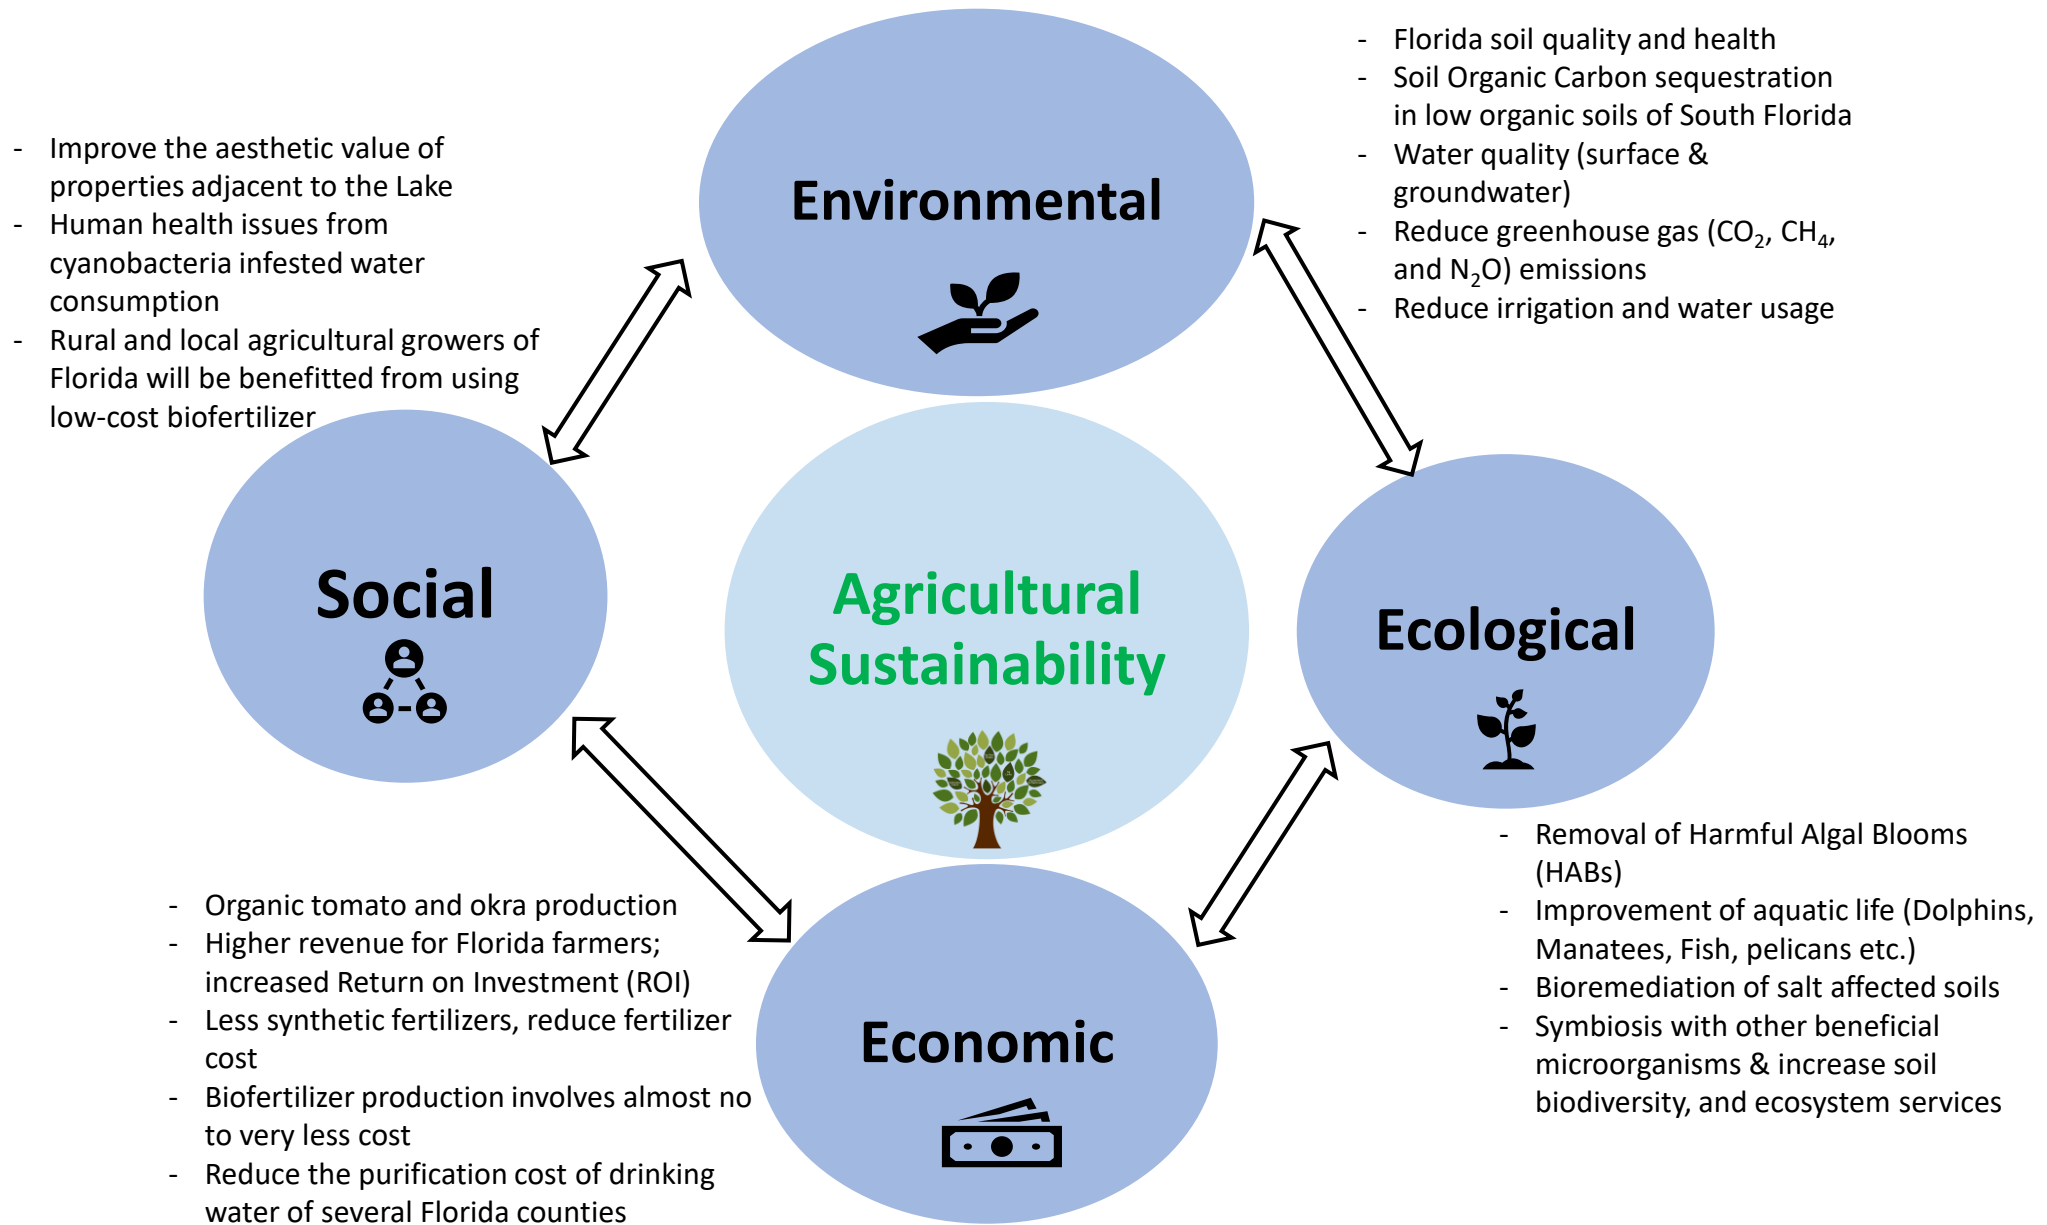 Environmental
- Florida soil quality and health
- Soil Organic Carbon sequestration
in low organic soils of South Florida
- Water quality (surface &
groundwater)
- Reduce greenhouse gas (CO₂, CH₄,
and N₂O) emissions
- Reduce irrigation and water usage
- Improve the aesthetic value of
properties adjacent to the Lake
- Human health issues from
cyanobacteria infested water
consumption
- Rural and local agricultural growers of
Florida will be benefitted from using
low-cost biofertilizer
Social
Agricultural
Sustainability
Ecological
- Removal of Harmful Algal Blooms
(HABs)
- Improvement of aquatic life (Dolphins,
Manatees, Fish, pelicans etc.)
- Bioremediation of salt affected soils
- Symbiosis with other beneficial
microorganisms & increase soil
biodiversity, and ecosystem services
- Organic tomato and okra production
- Higher revenue for Florida farmers;
increased Return on Investment (ROI)
- Less synthetic fertilizers, reduce fertilizer
cost
- Biofertilizer production involves almost no
to very less cost
- Reduce the purification cost of drinking
water of several Florida counties
Economic